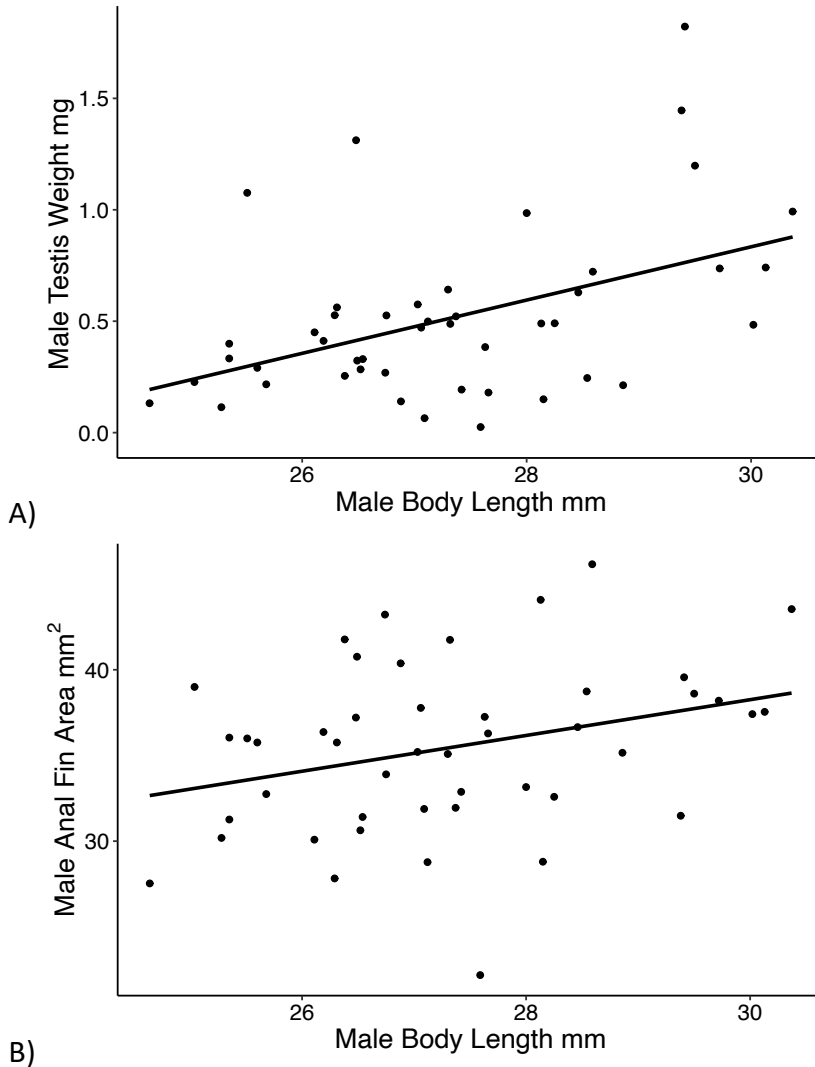 Male Testis Weight mg
1.5
1.0
0.5
0.0
26 28 30
Male Body Length mm
A)
Male Anal Fin Area mm²
40
30
26 28 30
Male Body Length mm
B)